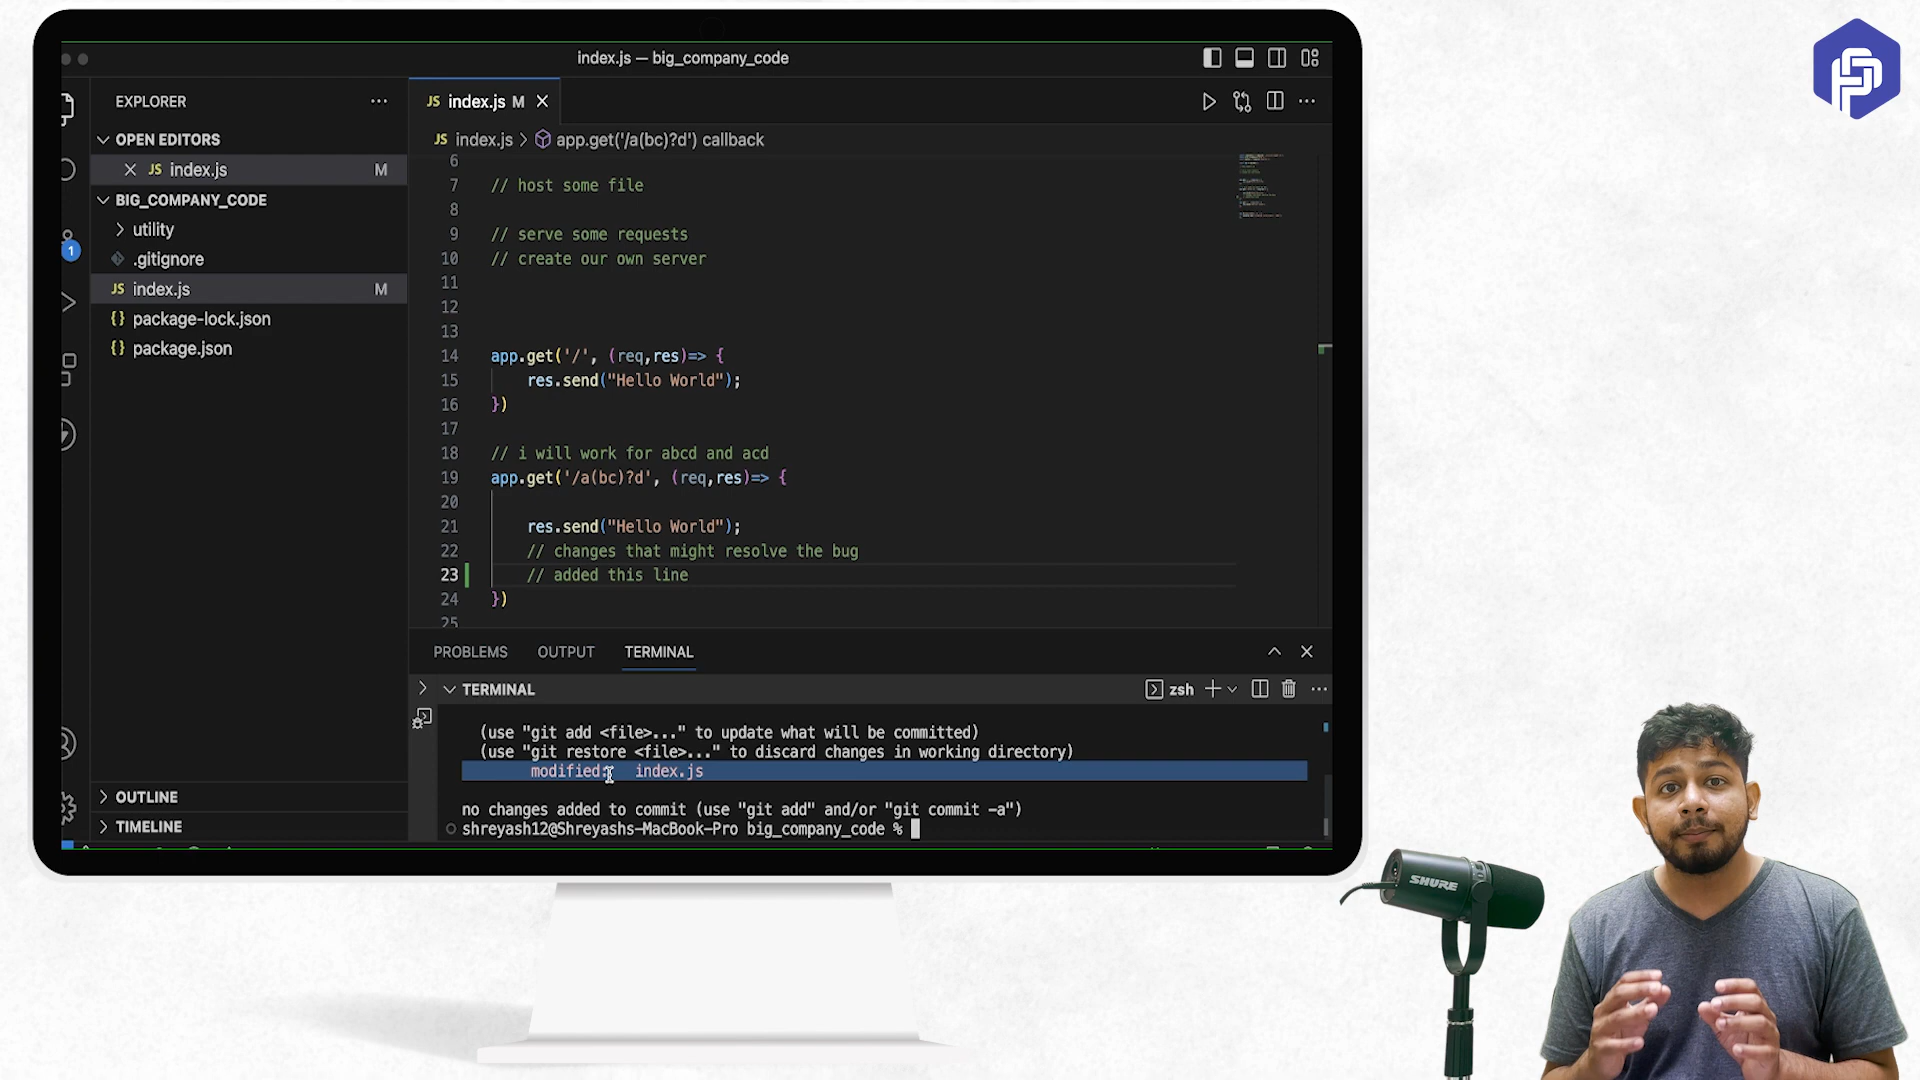 index.js — big_company_code
EXPLORER
OPEN EDITORS
JS index.js M
BIG_COMPANY_CODE
utility
.gitignore
JS index.js M
{} package-lock.json
{} package.json
OUTLINE
TIMELINE
1
JS index.js M
JS index.js > app.get('/a(bc)?d') callback
6
7 // host some file
8
9 // serve some requests
10 // create our own server
11
12
13
14 app.get('/', (req,res)=> {
15 res.send("Hello World");
16 })
17
18 // i will work for abcd and acd
19 app.get('/a(bc)?d', (req,res)=> {
20
21 res.send("Hello World");
22 // changes that might resolve the bug
23 // added this line
24 })
25
PROBLEMS OUTPUT TERMINAL
TERMINAL
zsh
(use "git add <file>..." to update what will be committed)
(use "git restore <file>..." to discard changes in working directory)
modified: index.js
no changes added to commit (use "git add" and/or "git commit -a")
shreyash12@Shreyashs-MacBook-Pro big_company_code %
SHURE